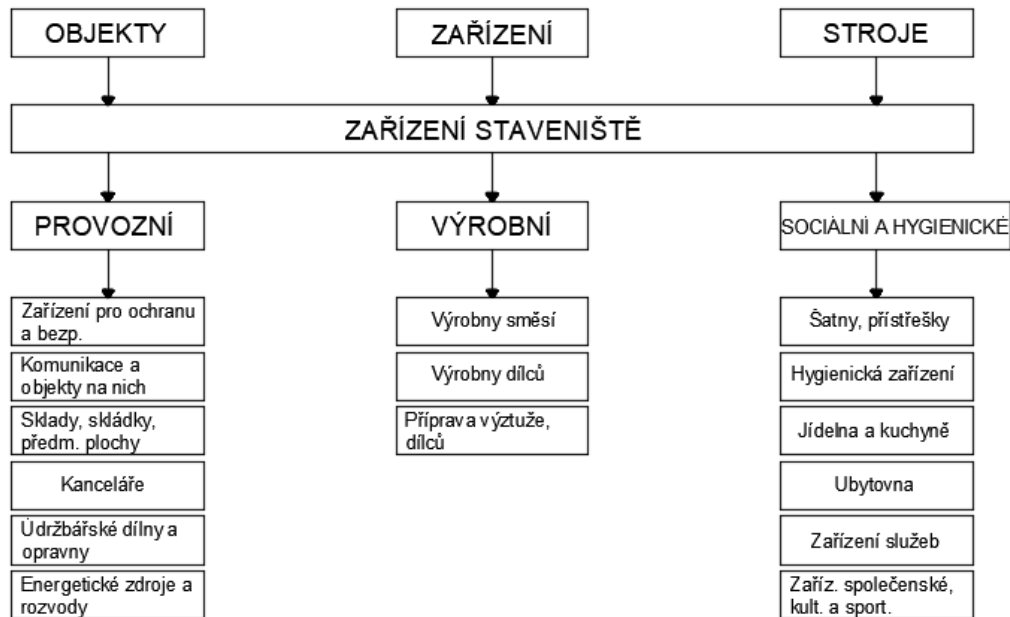 OBJEKTY
ZAŘÍZENÍ
STROJE
ZAŘÍZENÍ STAVENIŠTĚ
PROVOZNÍ
VÝROBNÍ
SOCIÁLNÍ A HYGIENICKÉ
Zařízení pro ochranu
a bezp.
Komunikace a
objekty na nich
Sklady, skládky,
předm. plochy
Kanceláře
Údržbářské dílny a
opravny
Energetické zdroje a
rozvody
Výrobny směsí
Výrobny dílců
Příprava výztuže,
dílců
Šatny, přístřešky
Hygienická zařízení
Jídelna a kuchyně
Ubytovna
Zařízení služeb
Zaříz. společenské,
kult. a sport.